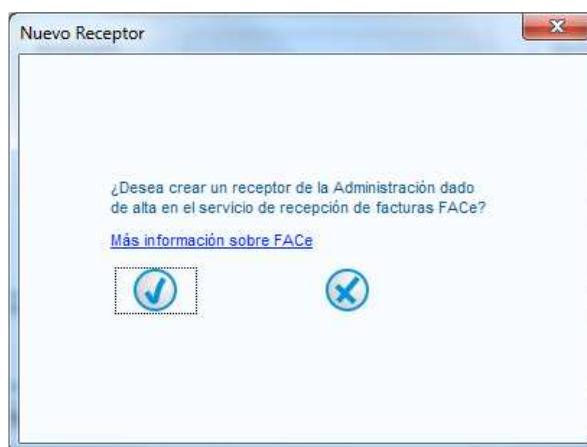 Nuevo Receptor
¿Desea crear un receptor de la Administración dado
de alta en el servicio de recepción de facturas FACe?
Más información sobre FACe